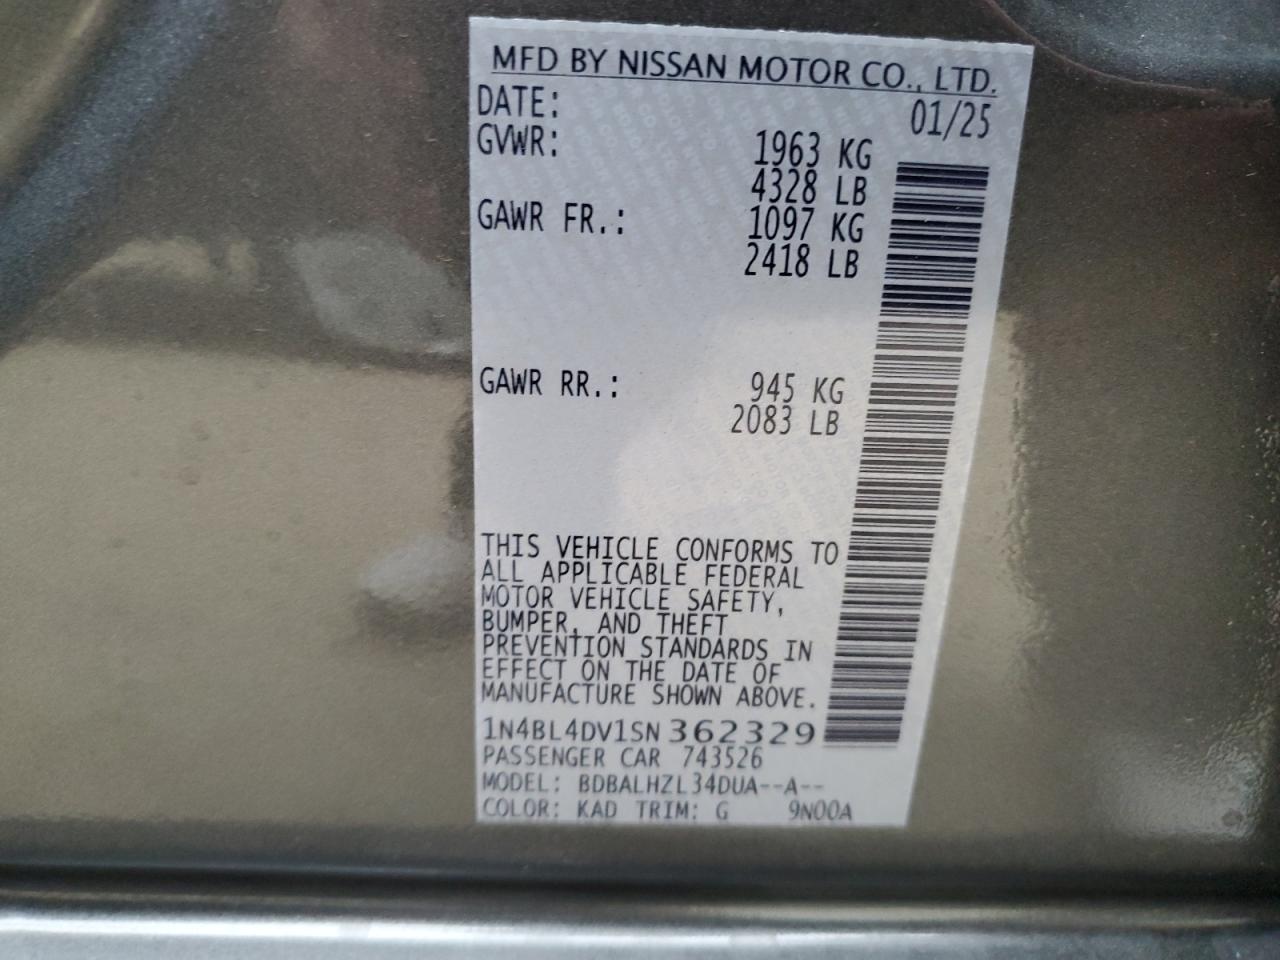 MFD BY NISSAN MOTOR CO., LTD.
DATE: 01/25
GVWR: 1963 KG
4328 LB
GAWR FR.: 1097 KG
2418 LB
GAWR RR.: 945 KG
2083 LB
THIS VEHICLE CONFORMS TO
ALL APPLICABLE FEDERAL
MOTOR VEHICLE SAFETY,
BUMPER, AND THEFT
PREVENTION STANDARDS IN
EFFECT ON THE DATE OF
MANUFACTURE SHOWN ABOVE.
1N4BL4DV1SN362329
PASSENGER CAR 743526
MODEL: BDBALHZL34DUA--A--
COLOR: KAD TRIM: G 9N00A